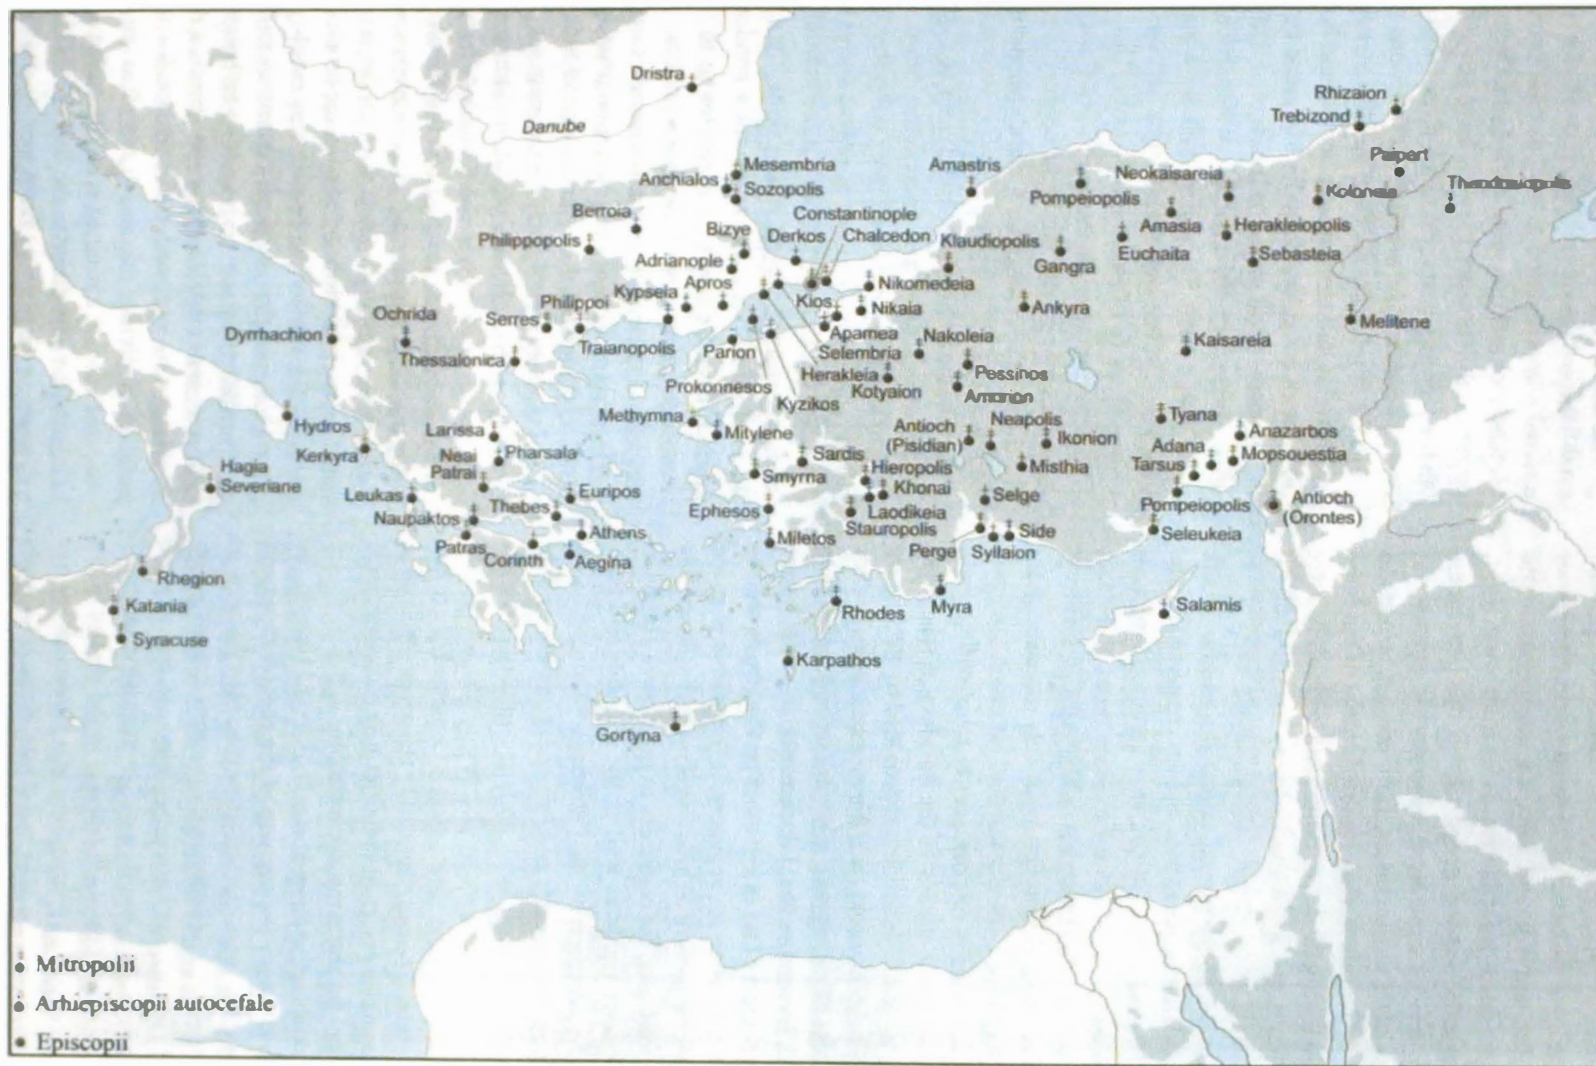 Dristra
Danube
Rhizaion
Trebizond
Paipert
Theodosiopolis
Mesembria
Anchialos
Sozopolis
Amastris
Neokaisareia
Pompeiopolis
Koloneia
Berroia
Constantinople
Amasia
Philippopolis
Bizye
Derkos
Chalcedon
Klaudiopolis
Herakleiopolis
Adrianople
Gangra
Euchaita
Sebasteia
Apros
Kypsela
Philippoi
Kios
Nikomedeia
Nikaia
Ankyra
Ochrida
Serres
Melitene
Dyrrhachion
Apamea
Nakoleia
Kaisareia
Thessalonica
Traianopolis
Parion
Selembria
Herakleia
Pessinos
Prokonnesos
Kotyaion
Amorion
Kyzikos
Methymna
Hydros
Larissa
Mitylene
Antioch
(Pisidian)
Neapolis
Ikonion
Tyana
Anazarbos
Kerkyra
Neai
Patrai
Pharsala
Sardis
Adana
Mopsouestia
Hagia
Severiane
Smyrna
Hieropolis
Misthia
Tarsus
Leukas
Euripos
Khonai
Selge
Pompeiopolis
Antioch
(Orontes)
Thebes
Ephesos
Laodikeia
Naupaktos
Stauropolis
Seleukeia
Patras
Athens
Miletos
Side
Corinth
Aegina
Perge
Syllaion
Rhegion
Katania
Rhodes
Myra
Salamis
Syracuse
Karpathos
Gortyna
Mitropolii
Arhiepiscopii autocefale
Episcopii